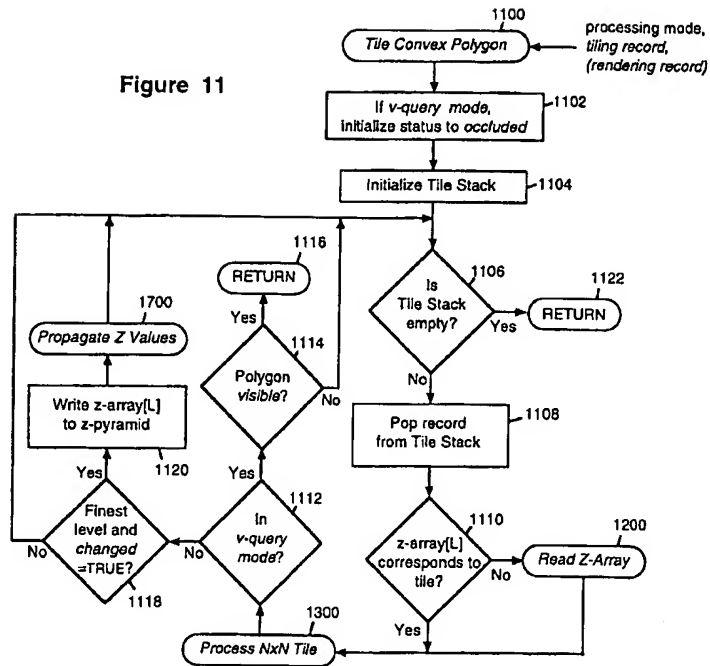 Figure 11
1100
Tile Convex Polygon
processing mode,
tiling record,
(rendering record)
1102
If v-query mode,
initialize status to occluded
Initialize Tile Stack
1104
1106
Is
Tile Stack
empty?
Yes
1122
RETURN
No
Pop record
from Tile Stack
1108
1110
z-array[L]
corresponds to
tile?
No
1200
Read Z-Array
Yes
1300
Process NxN Tile
1112
In
v-query
mode?
Yes
No
1114
Polygon
visible?
Yes
No
1116
RETURN
Finest
level and
changed
=TRUE?
1118
No
Yes
Write z-array[L]
to z-pyramid
1120
1700
Propagate Z Values